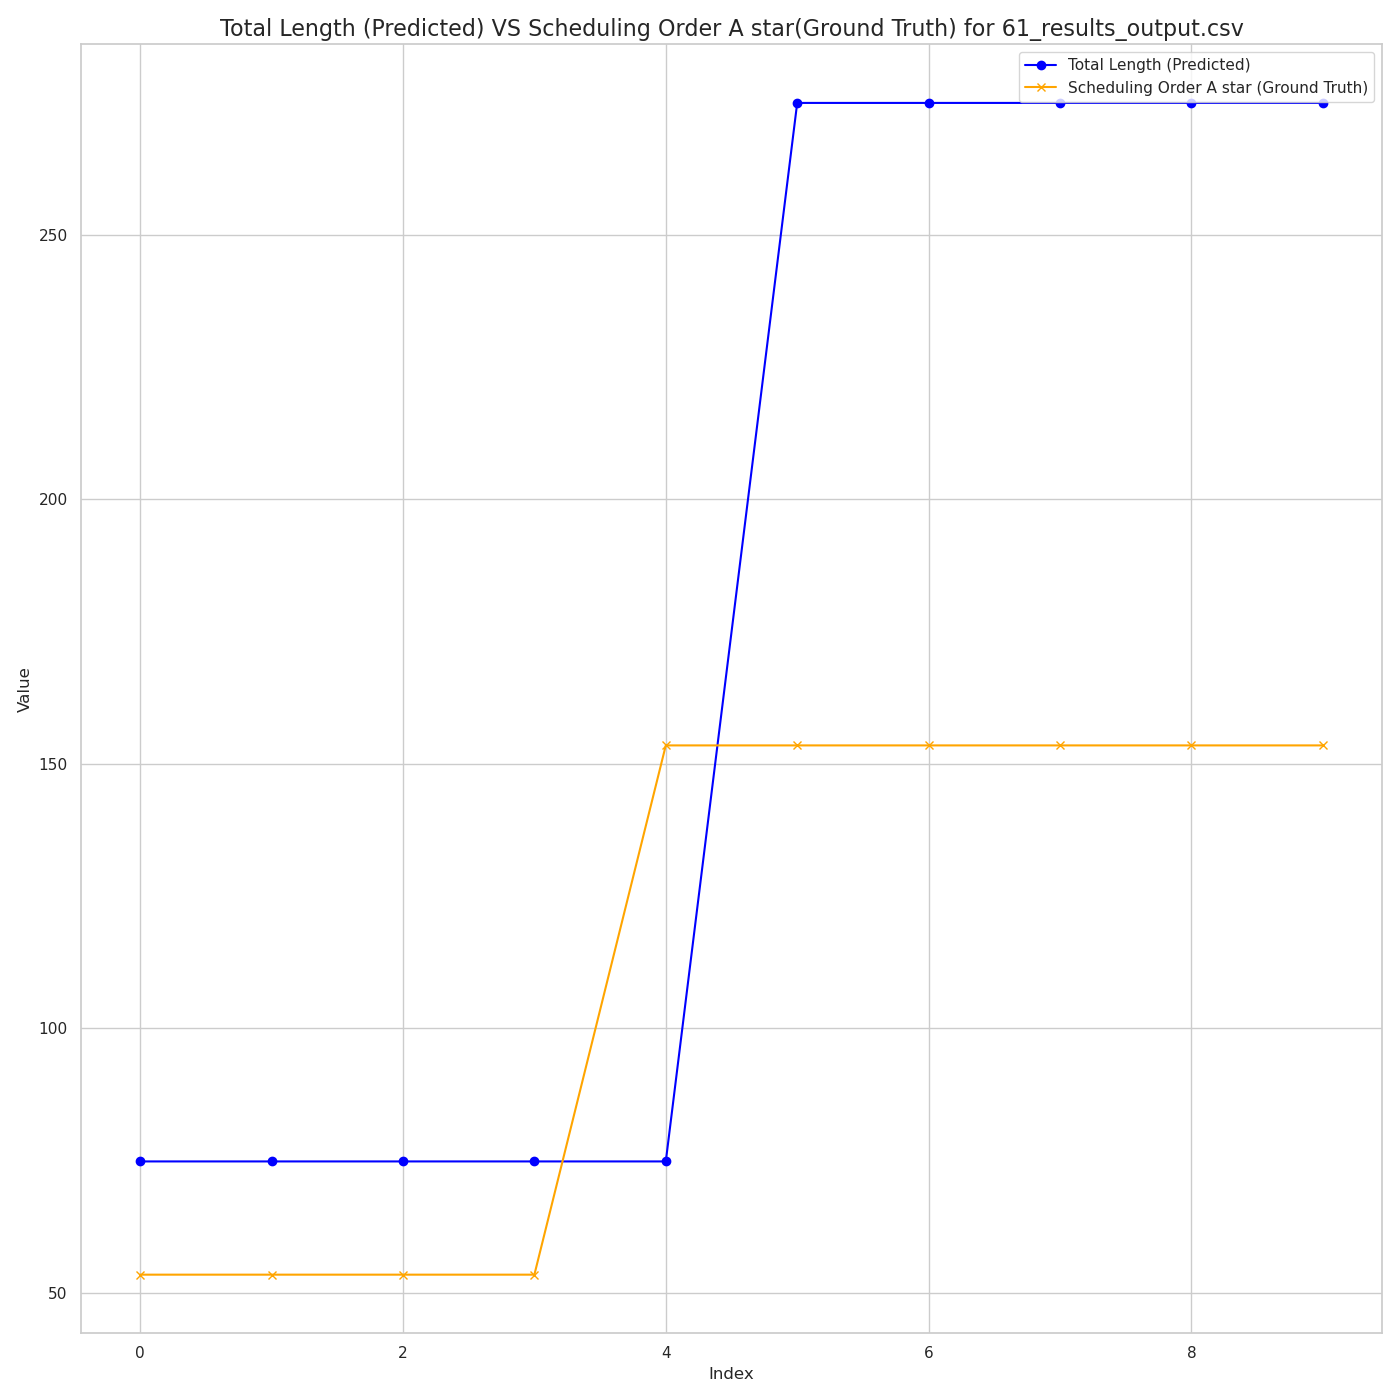 Total Length (Predicted) VS Scheduling Order A star(Ground Truth) for 61_results_output.csv
Total Length (Predicted)
Scheduling Order A star (Ground Truth)
250
200
150
100
50
Value
0 2 4 6 8
Index